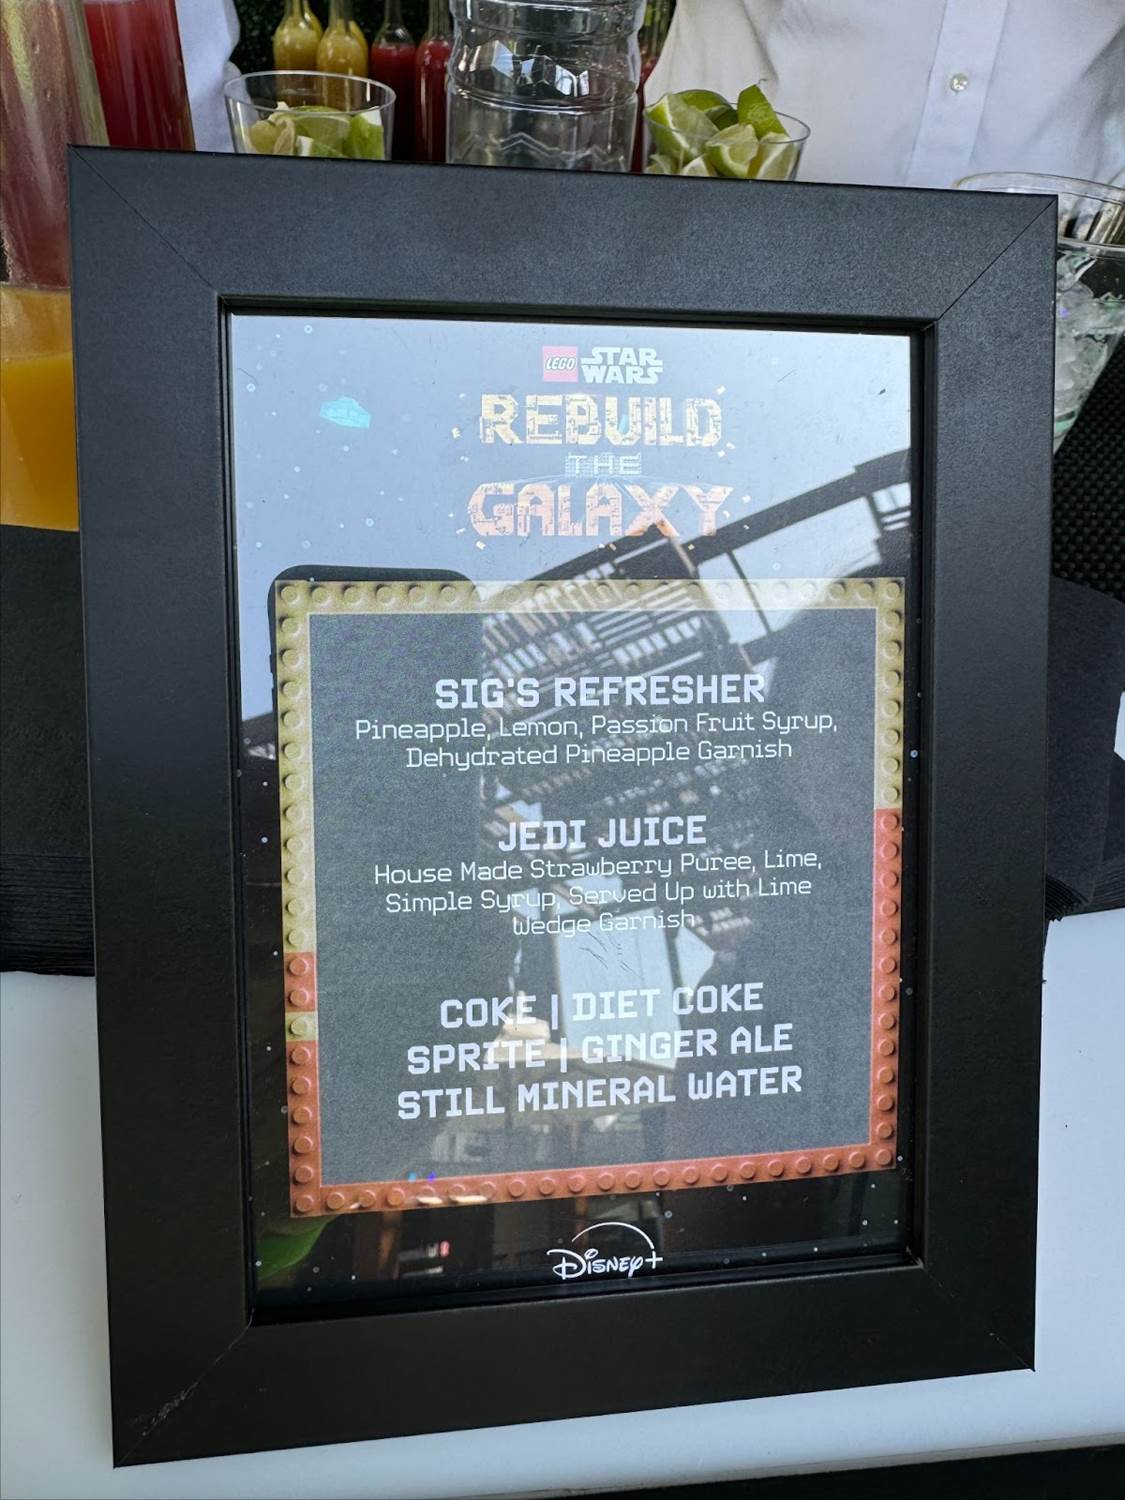 LEGO STAR
WARS
REBUILD
THE
GALAXY
SIG'S REFRESHER
Pineapple, Lemon, Passion Fruit Syrup,
Dehydrated Pineapple Garnish
JEDI JUICE
House Made Strawberry Puree, Lime,
Simple Syrup, Served Up with Lime
Wedge Garnish
COKE | DIET COKE
SPRITE | GINGER ALE
STILL MINERAL WATER
Disney+